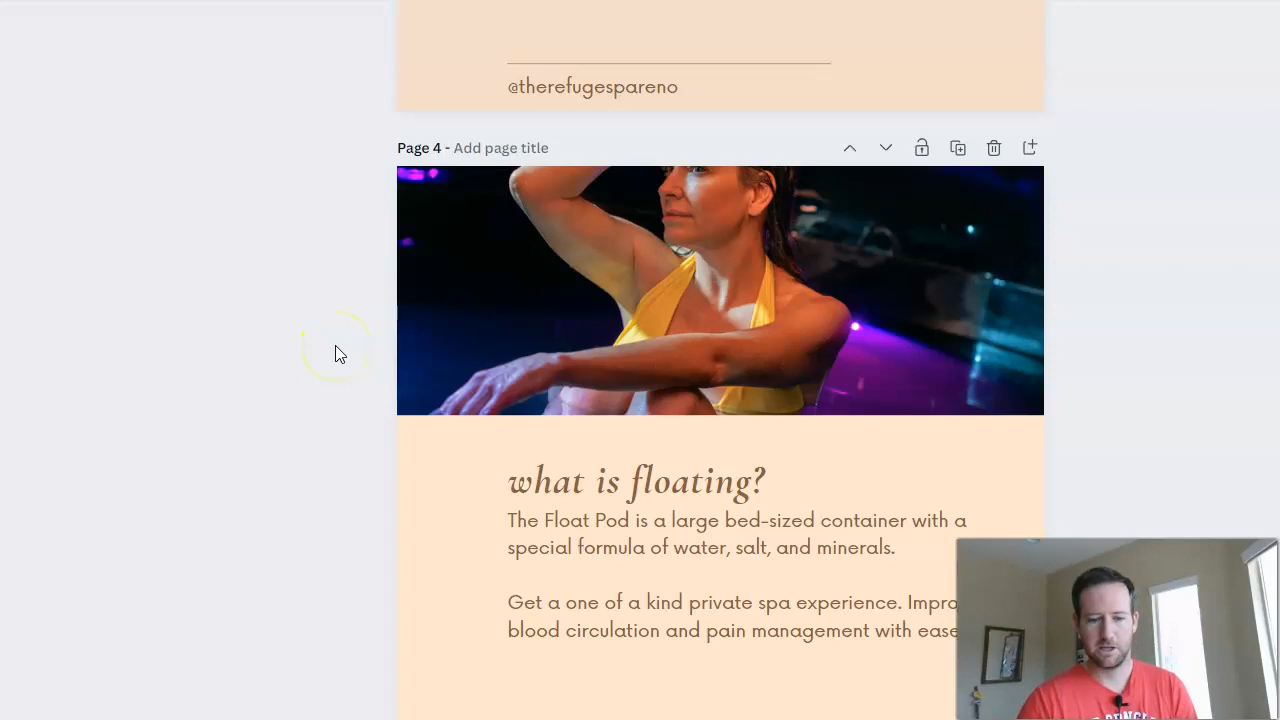 @therefugespareno
Page 4 - Add page title
what is floating?
The Float Pod is a large bed-sized container with a
special formula of water, salt, and minerals.
Get a one of a kind private spa experience. Impro
blood circulation and pain management with ease